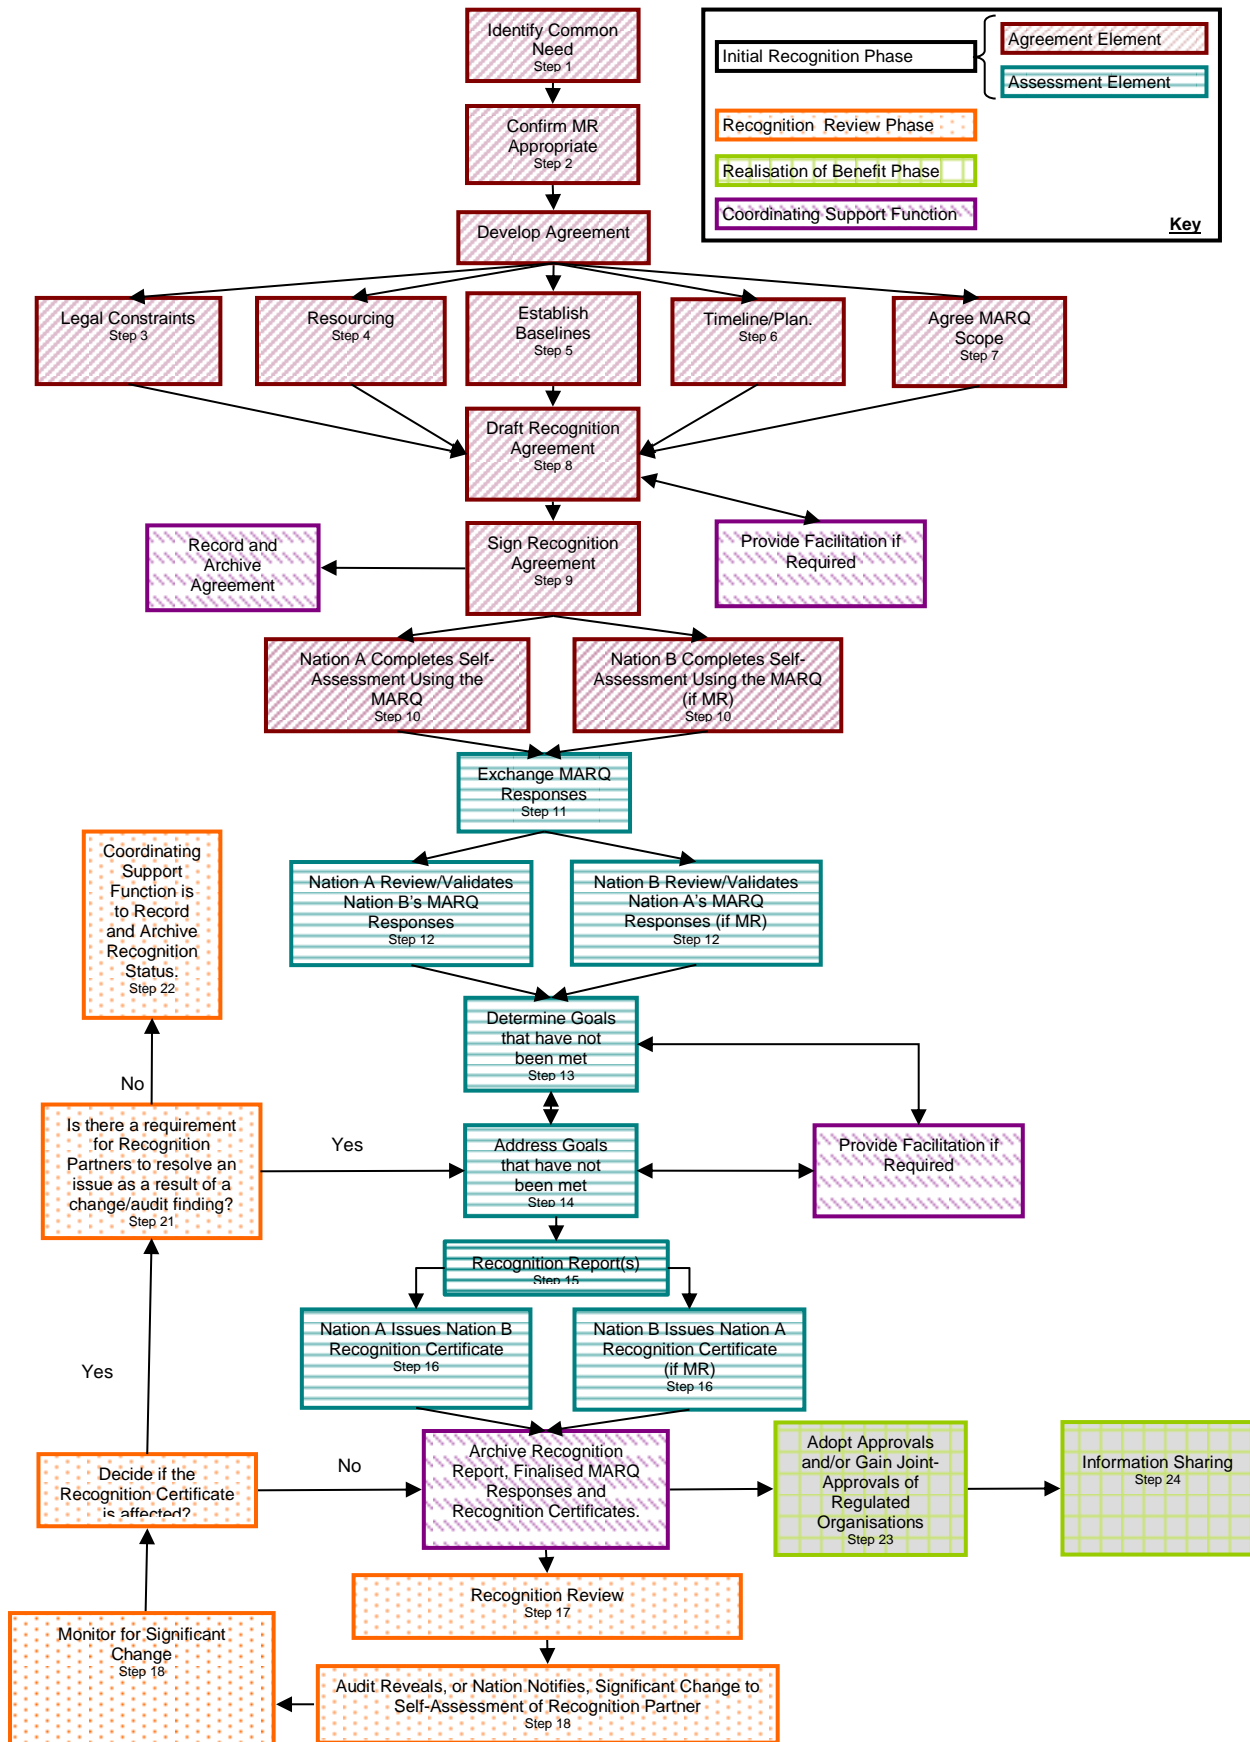 Identify Common
Need
Step 1
Initial Recognition Phase
Agreement Element
Assessment Element
Recognition Review Phase
Realisation of Benefit Phase
Coordinating Support Function
Key
Confirm MR
Appropriate
Step 2
Develop Agreement
Legal Constraints
Step 3
Resourcing
Step 4
Establish
Baselines
Step 5
Timeline/Plan.
Step 6
Agree MARQ
Scope
Step 7
Draft Recognition
Agreement
Step 8
Record and
Archive
Agreement
Sign Recognition
Agreement
Step 9
Provide Facilitation if
Required
Nation A Completes Self-
Assessment Using the
MARQ
Step 10
Nation B Completes Self-
Assessment Using the MARQ
(if MR)
Step 10
Exchange MARQ
Responses
Step 11
Coordinating
Support
Function is
to Record
and Archive
Recognition
Status.
Step 22
Nation A Review/Validates
Nation B's MARQ
Responses
Step 12
Nation B Review/Validates
Nation A's MARQ
Responses (if MR)
Step 12
Determine Goals
that have not
been met
Step 13
No
Is there a requirement
for Recognition
Partners to resolve an
issue as a result of a
change/audit finding?
Step 21
Yes
Address Goals
that have not
been met
Step 14
Provide Facilitation if
Required
Recognition Report(s)
Step 15
Nation A Issues Nation B
Recognition Certificate
Step 16
Nation B Issues Nation A
Recognition Certificate
(if MR)
Step 16
Yes
Decide if the
Recognition Certificate
is affected?
No
Archive Recognition
Report, Finalised MARQ
Responses and
Recognition Certificates.
Adopt Approvals
and/or Gain Joint-
Approvals of
Regulated
Organisations
Step 23
Information Sharing
Step 24
Recognition Review
Step 17
Monitor for Significant
Change
Step 18
Audit Reveals, or Nation Notifies, Significant Change to
Self-Assessment of Recognition Partner
Step 18